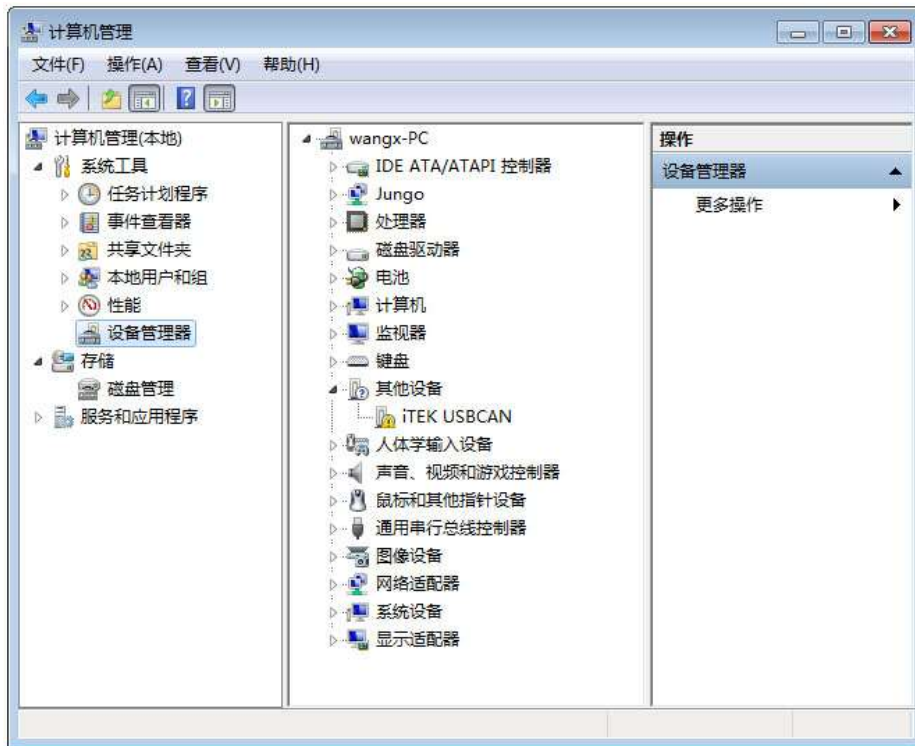 计算机管理
文件(F) 操作(A) 查看(V) 帮助(H)
计算机管理(本地)
系统工具
任务计划程序
事件查看器
共享文件夹
本地用户和组
性能
设备管理器
存储
磁盘管理
服务和应用程序
wangx-PC
IDE ATA/ATAPI 控制器
Jungo
处理器
磁盘驱动器
电池
计算机
监视器
键盘
其他设备
iTEK USBCAN
人体学输入设备
声音、视频和游戏控制器
鼠标和其他指针设备
通用串行总线控制器
图像设备
网络适配器
系统设备
显示适配器
操作
设备管理器
更多操作